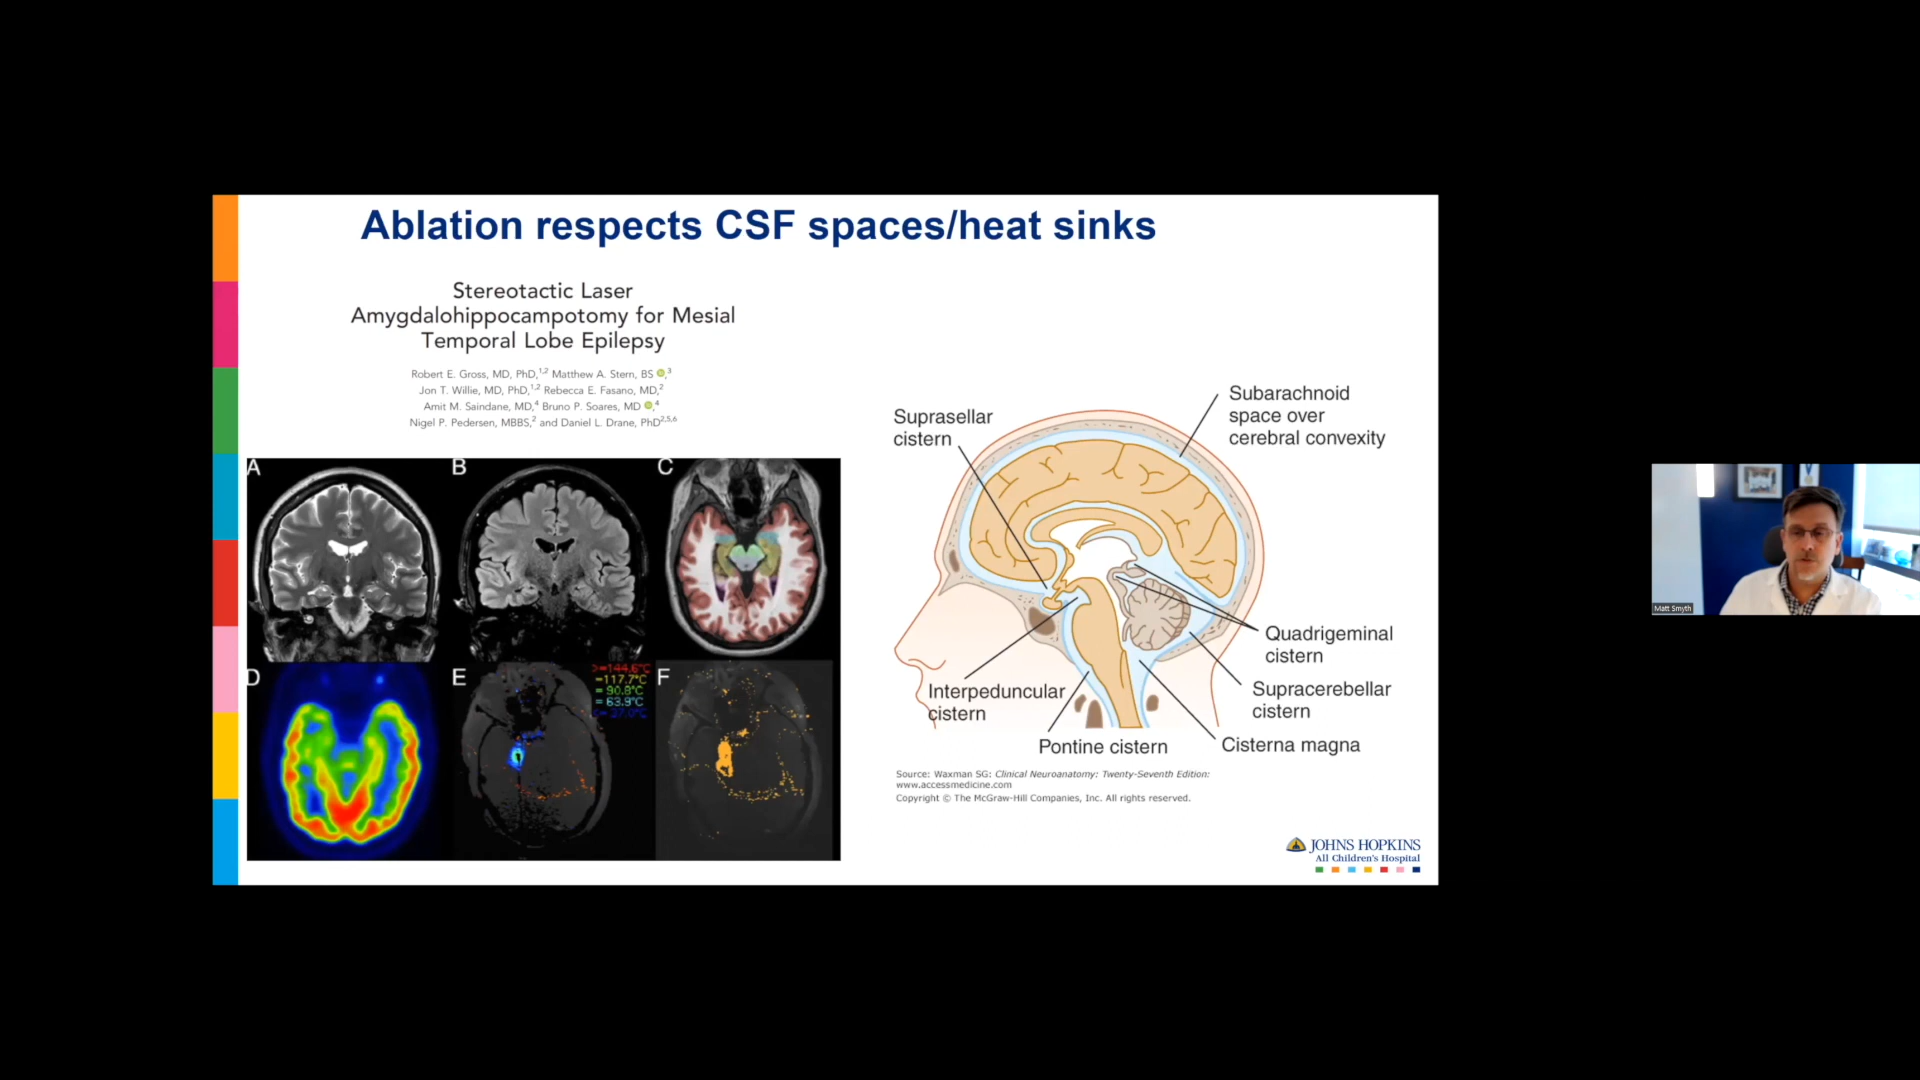 Ablation respects CSF spaces/heat sinks
Stereotactic Laser
Amygdalohippocampotomy for Mesial
Temporal Lobe Epilepsy
Robert E. Gross, MD, PhD,1,2 Matthew A. Stern, BS ,3
Jon T. Willie, MD, PhD,1,2 Rebecca E. Fasano, MD,2
Amit M. Saindane, MD,4 Bruno P. Soares, MD ,4
Nigel P. Pedersen, MBBS,2 and Daniel L. Drane, PhD2,5,6
A
B
C
D
E
>=144.6°C
=117.7°C
= 90.8°C
= 63.9°C
<= 37.0°C
F
Suprasellar
cistern
Subarachnoid
space over
cerebral convexity
Quadrigeminal
cistern
Interpeduncular
cistern
Supracerebellar
cistern
Pontine cistern
Cisterna magna
Source: Waxman SG: Clinical Neuroanatomy: Twenty-Seventh Edition:
www.accessmedicine.com
Copyright © The McGraw-Hill Companies, Inc. All rights reserved.
JOHNS HOPKINS
All Children's Hospital
Matt Smyth